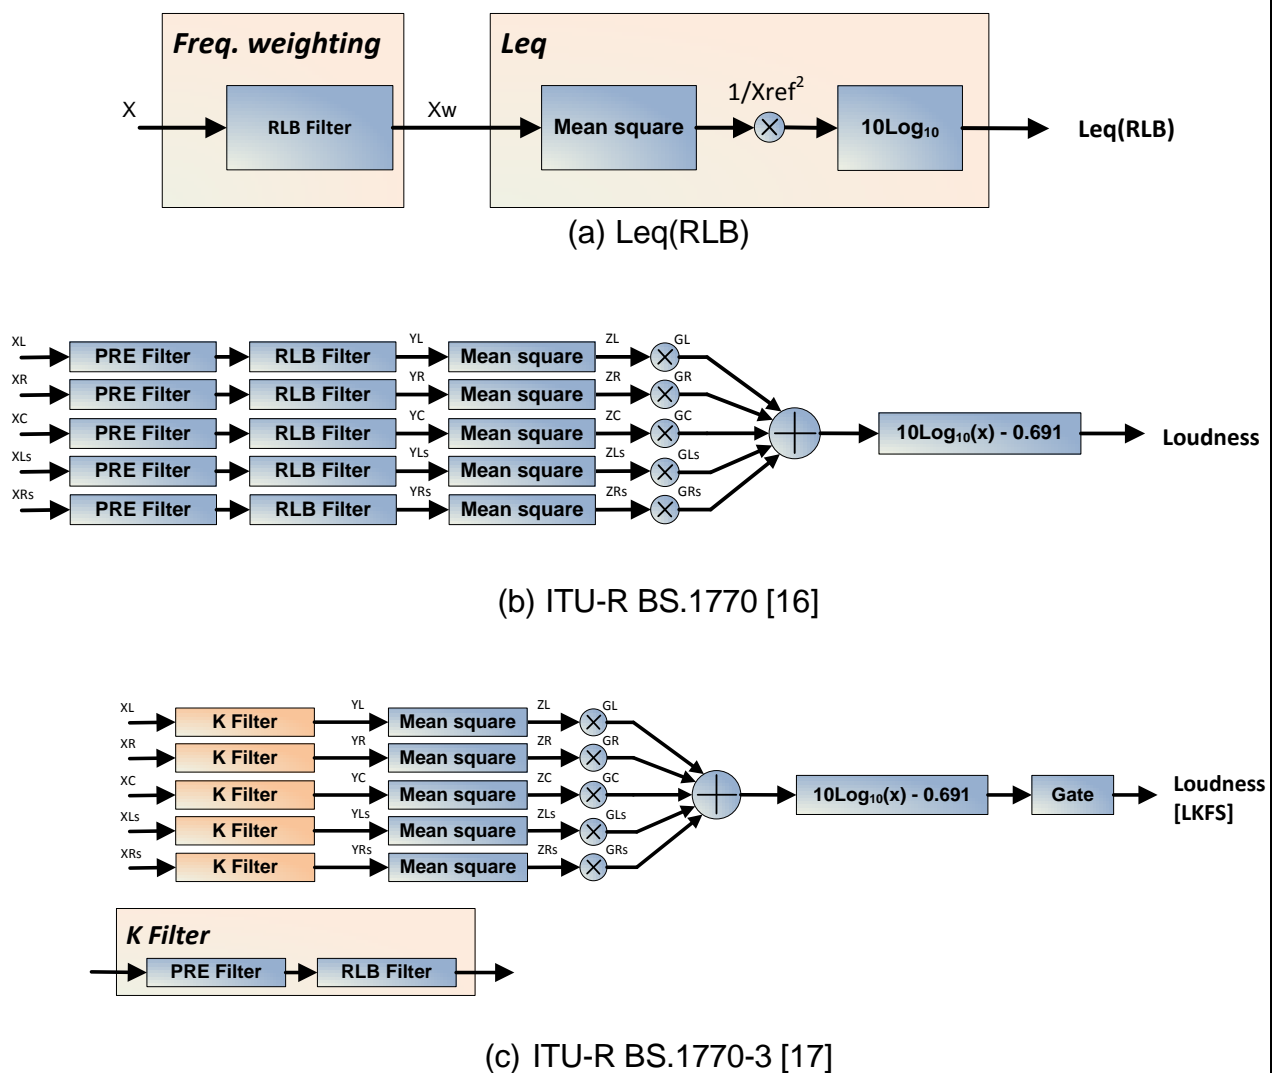 Freq. weighting
Leq
X
RLB Filter
Xw
Mean square
1/Xref²
10Log₁₀
Leq(RLB)
(a) Leq(RLB)
XL PRE Filter RLB Filter YL Mean square ZL GL
XR PRE Filter RLB Filter YR Mean square ZR GR
XC PRE Filter RLB Filter YC Mean square ZC GC
XLs PRE Filter RLB Filter YLs Mean square ZLs GLs
XRs PRE Filter RLB Filter YRs Mean square ZRs GRs
10Log₁₀(x) - 0.691
Loudness
(b) ITU-R BS.1770 [16]
XL K Filter YL Mean square ZL GL
XR K Filter YR Mean square ZR GR
XC K Filter YC Mean square ZC GC
XLs K Filter YLs Mean square ZLs GLs
XRs K Filter YRs Mean square ZRs GRs
10Log₁₀(x) - 0.691
Gate
Loudness
[LKFS]
K Filter
PRE Filter RLB Filter
(c) ITU-R BS.1770-3 [17]